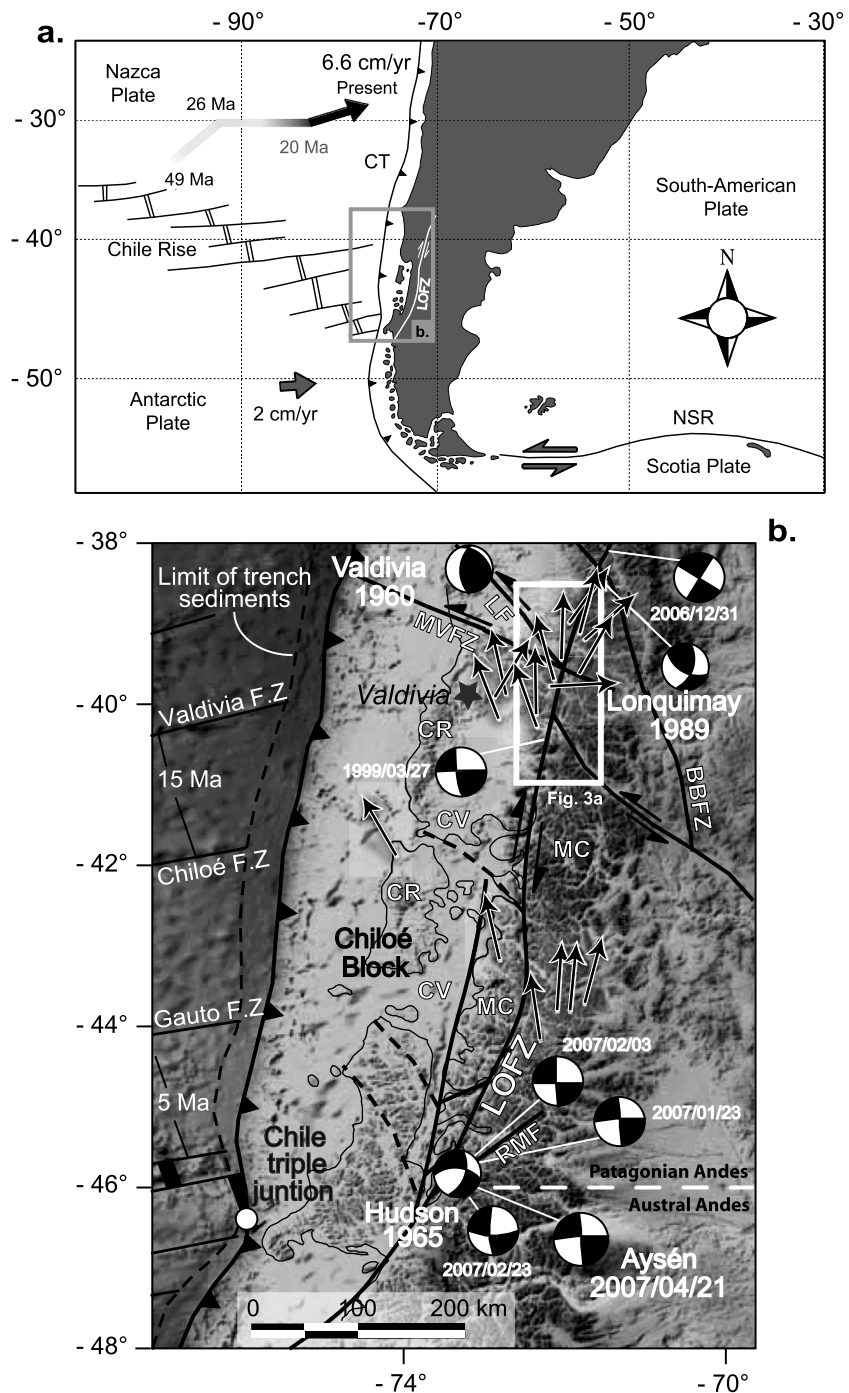 a.
- 90°
-70°
- 50°
- 30°
Nazca
Plate
6.6 cm/yr
Present
26 Ma
20 Ma
49 Ma
- 30°
CT
South-American
Plate
N
- 40°
Chile Rise
LOFZ
b.
- 50°
Antarctic
Plate
2 cm/yr
NSR
Scotia Plate
b.
- 38°
Limit of trench
sediments
Valdivia
1960
LF
MVFZ
2006/12/31
Valdivia
Lonquimay
1989
Valdivia F.Z
- 40°
CR
1999/03/27
15 Ma
Fig. 3a
BBFZ
CV
MC
Chiloé F.Z
- 42°
CR
Chiloé
Block
CV
MC
Gauto F.Z
- 44°
2007/02/03
LOFZ
5 Ma
2007/01/23
RMF
Chile
triple
juntion
Patagonian Andes
- 46°
Austral Andes
Hudson
1965
2007/02/23
Aysén
2007/04/21
0
100
200 km
- 48°
- 74°
- 70°